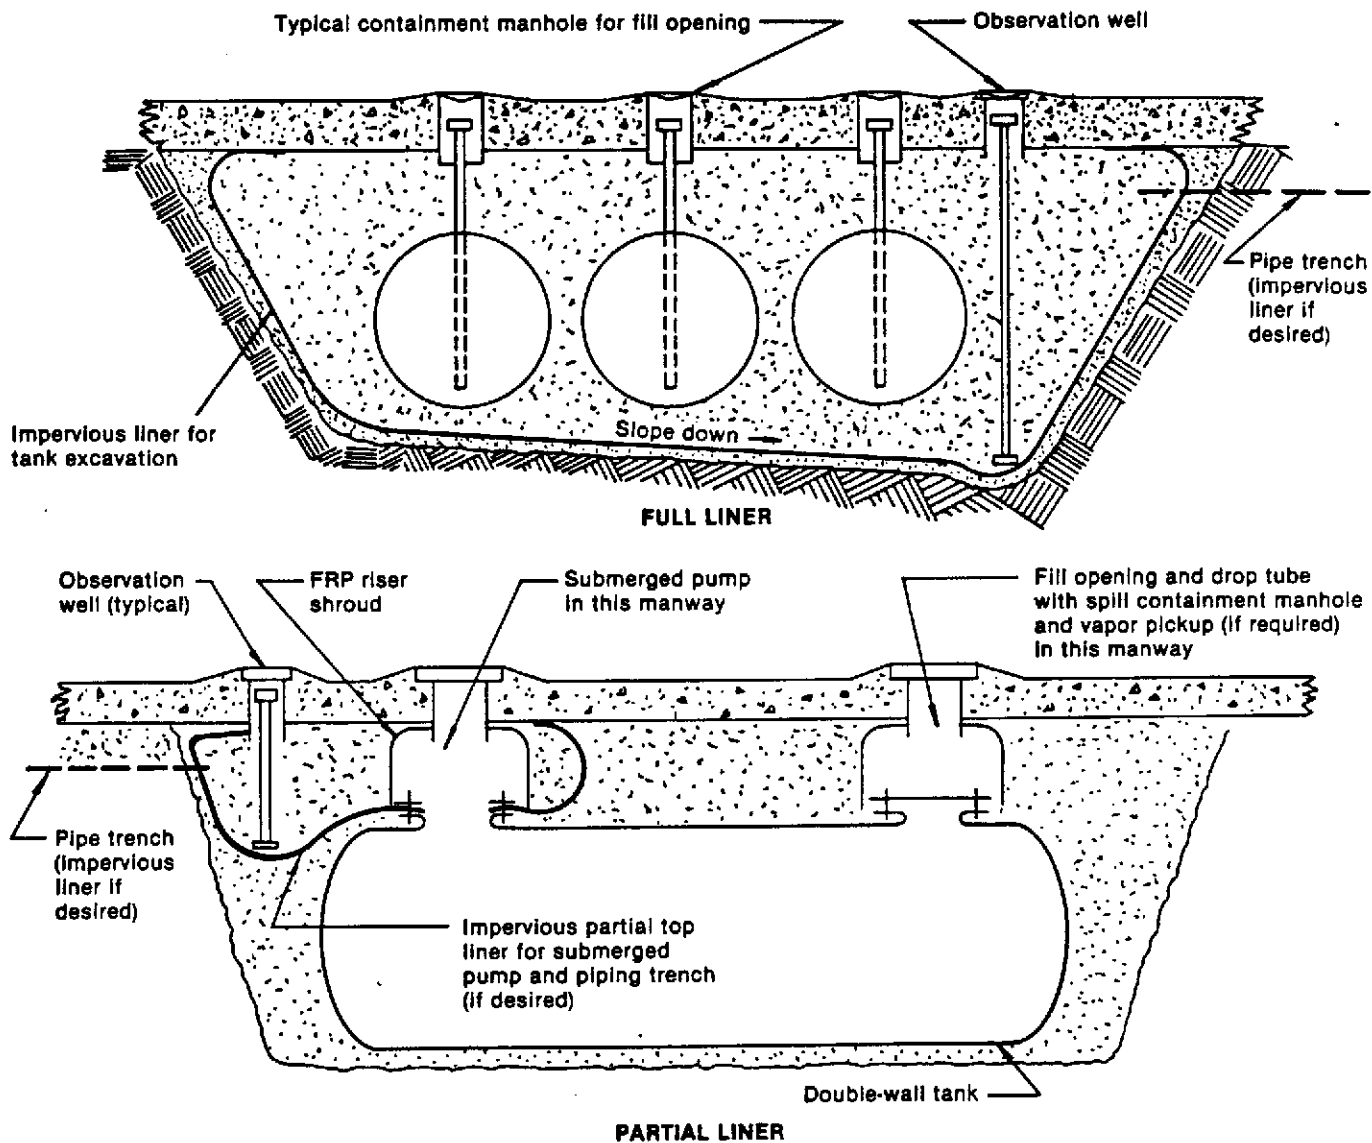 Typical containment manhole for fill opening
Observation well
Pipe trench
(impervious
liner if
desired)
Impervious liner for
tank excavation
Slope down
FULL LINER
Observation
well (typical)
FRP riser
shroud
Submerged pump
in this manway
Fill opening and drop tube
with spill containment manhole
and vapor pickup (if required)
in this manway
Pipe trench
(impervious
liner if
desired)
Impervious partial top
liner for submerged
pump and piping trench
(if desired)
Double-wall tank
PARTIAL LINER